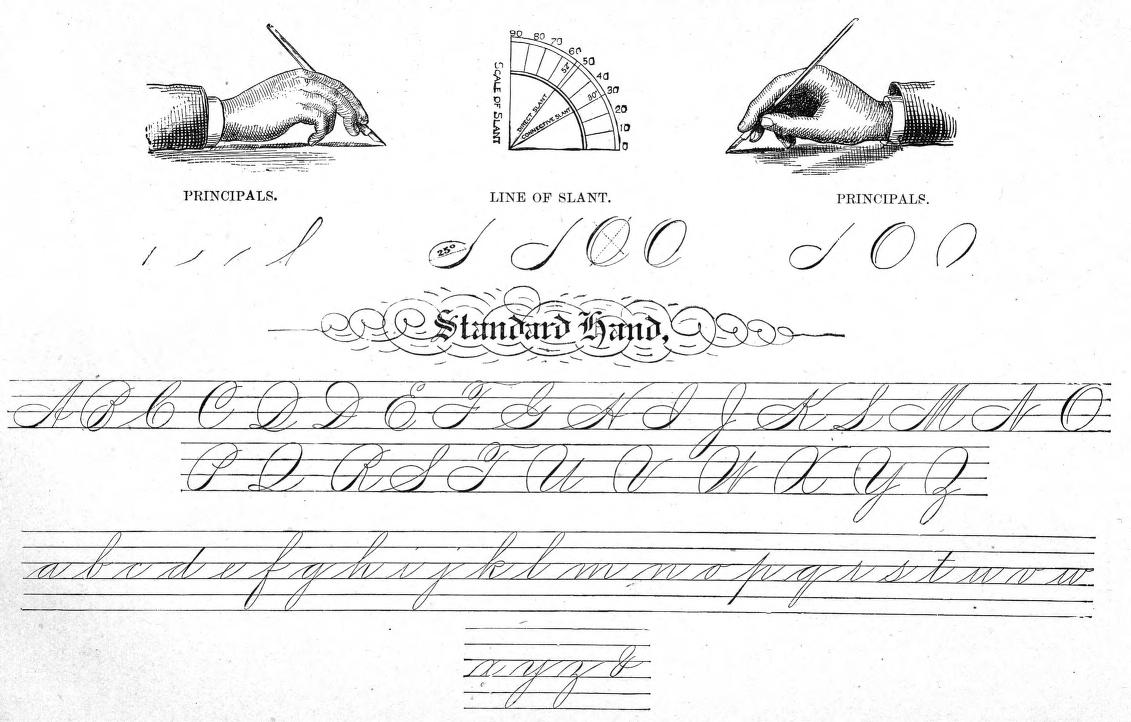 90 80 70 60 50 40 30 20 10 0
52° 30°
SCALE OF SLANT
DIRECT SLANT
CONNECTIVE SLANT
PRINCIPALS. LINE OF SLANT. PRINCIPALS.
25°
Standard Hand,
A B C C D D E F G H I J K L M N O
P Q R S T U V W X Y Z
a b c d e f g h i j k l m n o p q r s t u v w
x y z &